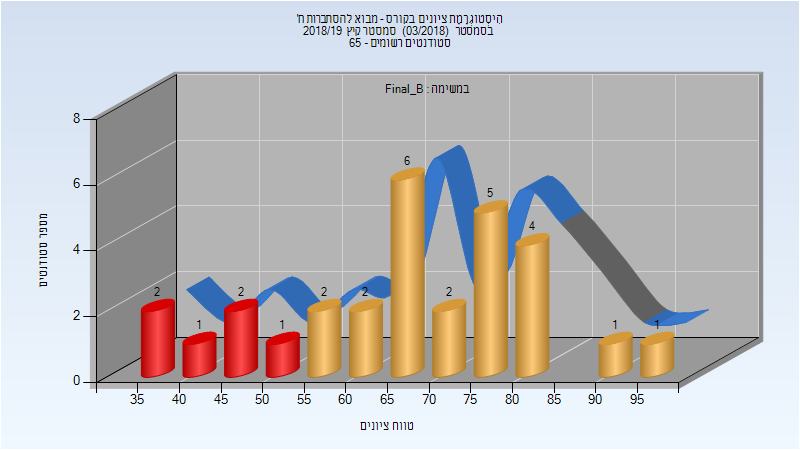 היסטוגרמת ציונים בקורס - מבוא להסתברות ח'
בסמסטר (03/2018) סמסטר קיץ 2018/19
סטודנטים רשומים - 65
במשימה : Final_B
מספר סטודנטים
8
6
4
2
0
2
1
2
1
2
2
6
2
5
4
1
1
35 40 45 50 55 60 65 70 75 80 85 90 95
טווח ציונים